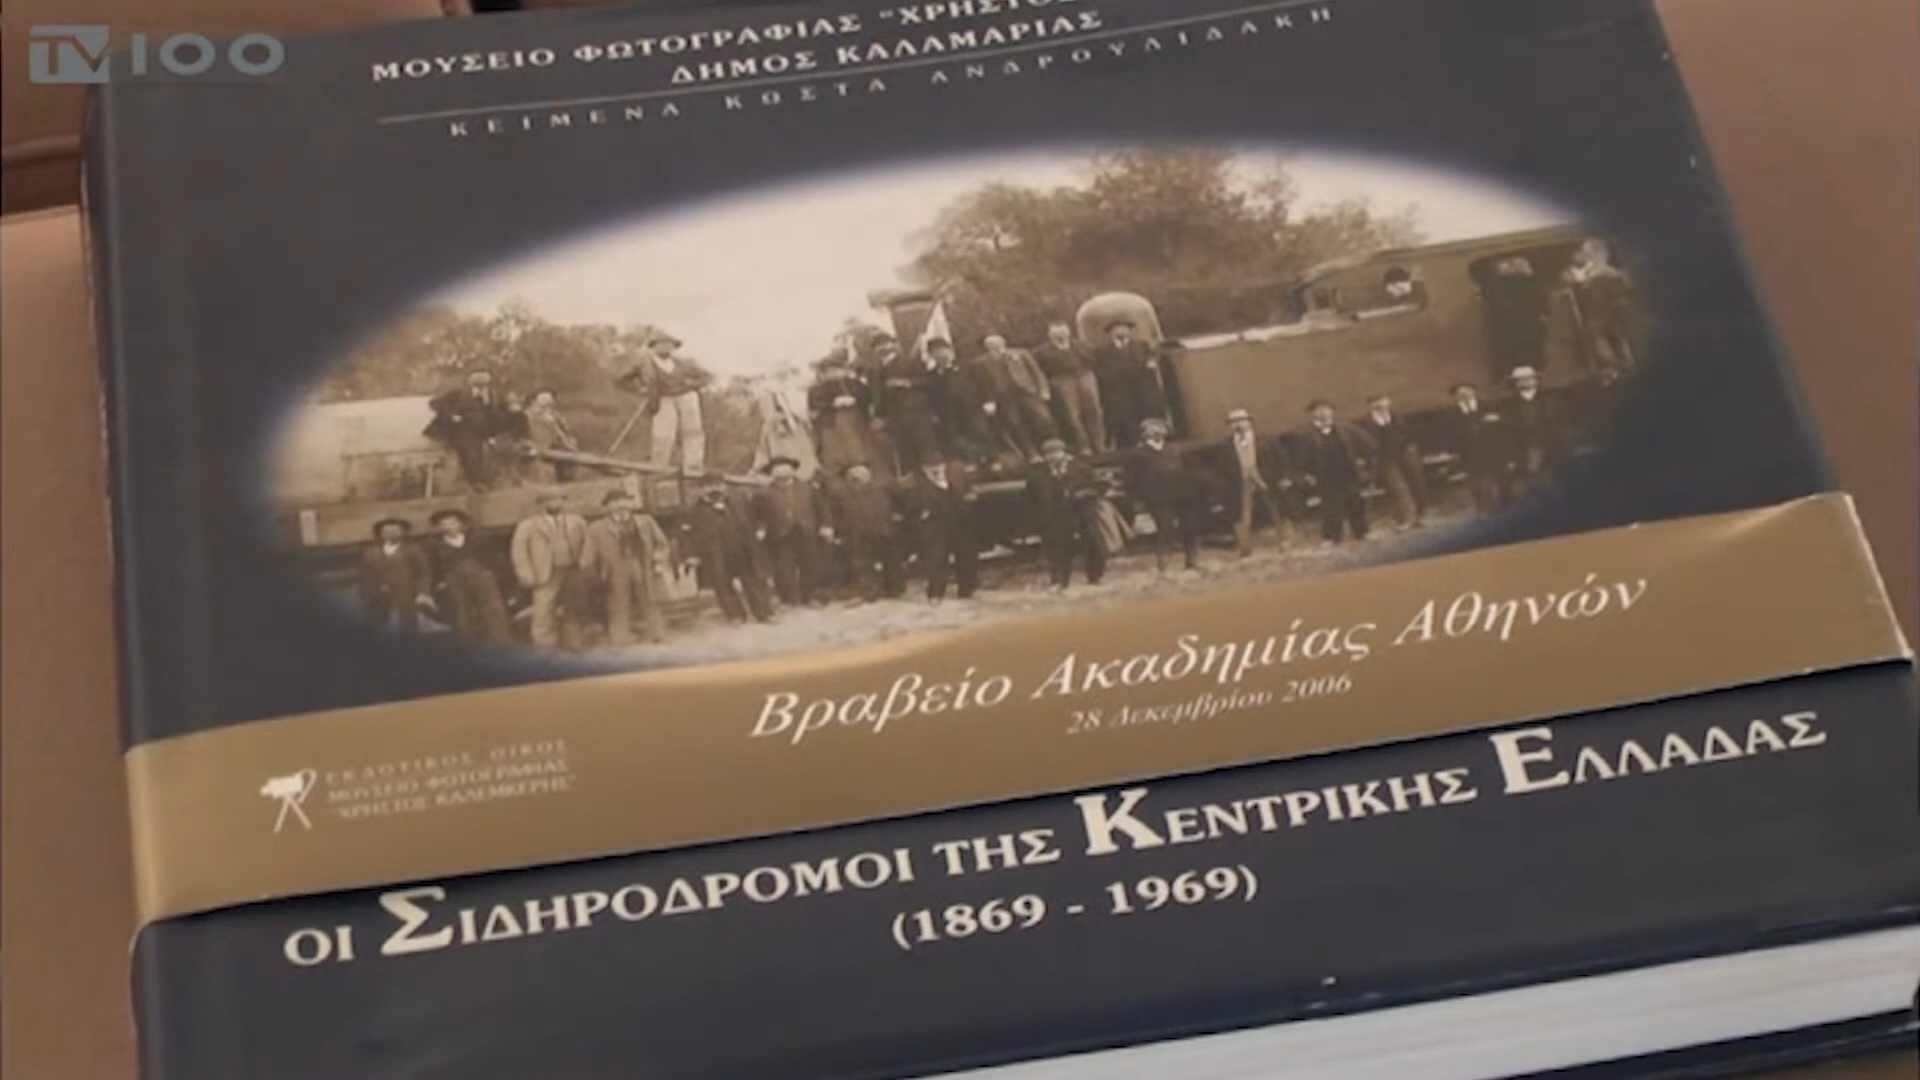 TV100
ΜΟΥΣΕΙΟ ΦΩΤΟΓΡΑΦΙΑΣ "ΧΡΗΣΤΟΣ
ΔΗΜΟΣ ΚΑΛΑΜΑΡΙΑΣ
ΚΕΙΜΕΝΑ ΚΩΣΤΑ ΑΝΔΡΟΥΛΙΔΑΚΗ
Βραβείο Ακαδημίας Αθηνών
28 Δεκεμβρίου 2006
ΕΚΔΟΤΙΚΟΣ ΟΙΚΟΣ
ΜΟΥΣΕΙΟ ΦΩΤΟΓΡΑΦΙΑΣ
"ΧΡΗΣΤΟΣ ΚΑΛΕΜΚΕΡΗΣ"
ΟΙ ΣΙΔΗΡΟΔΡΟΜΟΙ ΤΗΣ ΚΕΝΤΡΙΚΗΣ ΕΛΛΑΔΑΣ
(1869 - 1969)